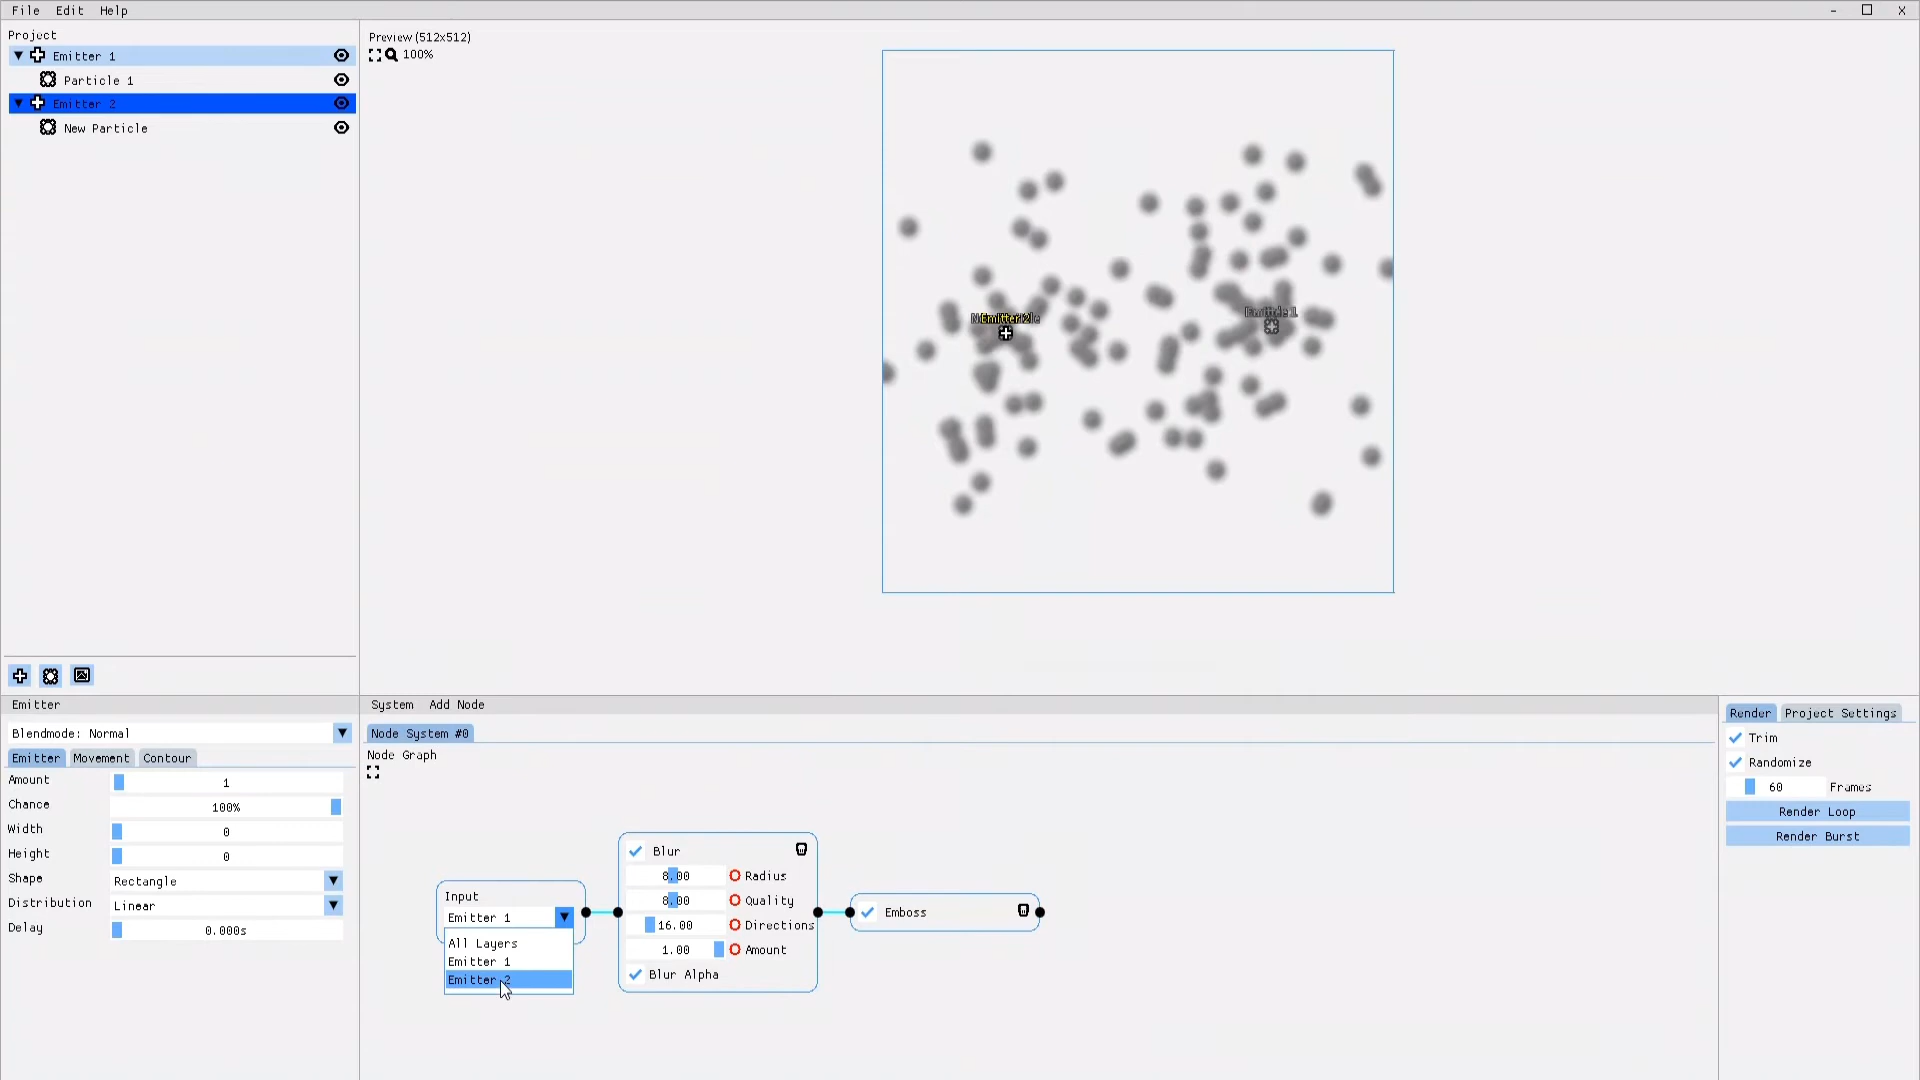 File Edit Help
- X
Project
Emitter 1
Particle 1
Emitter 2
New Particle
Preview (512x512)
100%
Emitter 2
Emitter
Blendmode: Normal
Emitter Movement Contour
Amount 1
Chance 100%
Width 0
Height 0
Shape Rectangle
Distribution Linear
Delay 0.000s
System Add Node
Node System #0
Node Graph
Input
Emitter 1
All Layers
Emitter 1
Emitter 2
Blur
8.00 Radius
8.00 Quality
16.00 Directions
1.00 Amount
Blur Alpha
Emboss
Render Project Settings
Trim
Randomize
60 Frames
Render Loop
Render Burst